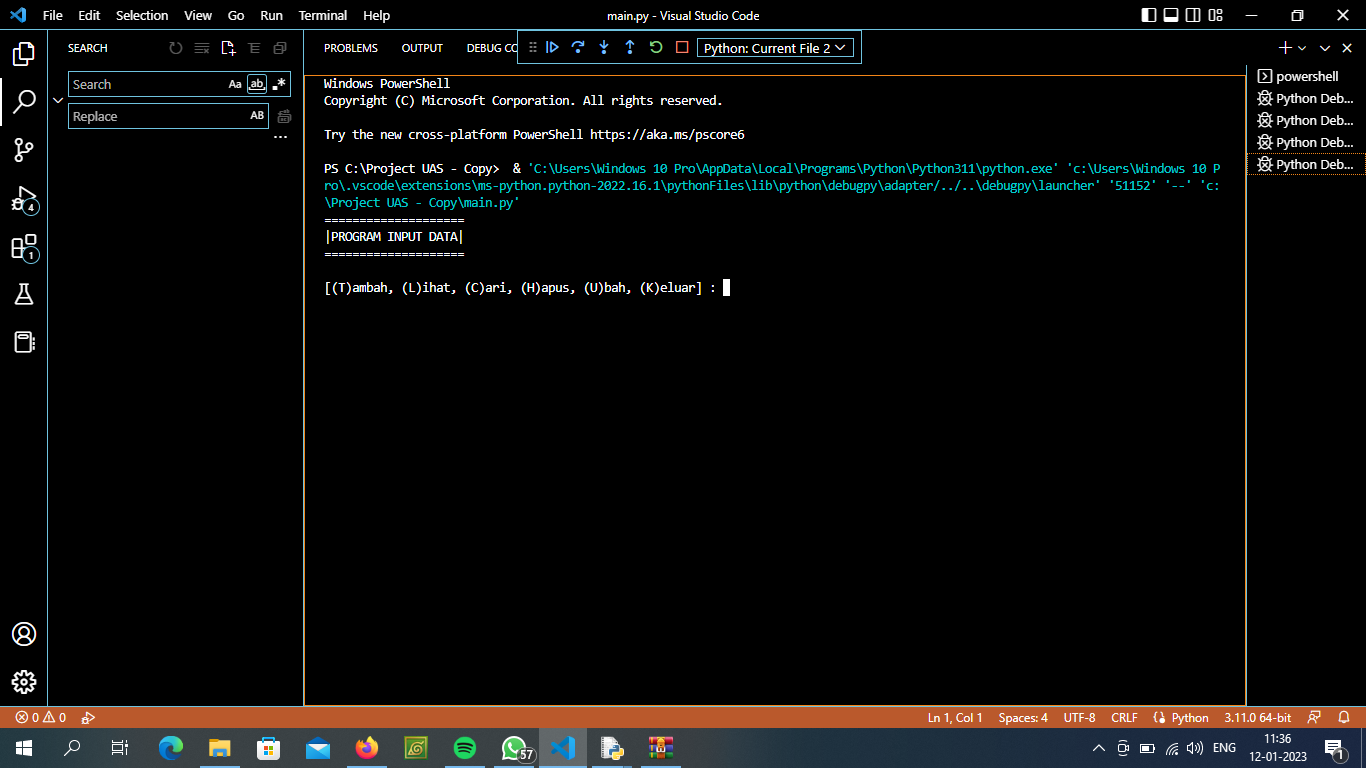 File Edit Selection View Go Run Terminal Help
main.py - Visual Studio Code
SEARCH
Search
Aa ab .*
Replace
AB
4
1
PROBLEMS OUTPUT DEBUG CO
Python: Current File 2
Windows PowerShell
Copyright (C) Microsoft Corporation. All rights reserved.
Try the new cross-platform PowerShell https://aka.ms/pscore6
PS C:\Project UAS - Copy>  & 'C:\Users\Windows 10 Pro\AppData\Local\Programs\Python\Python311\python.exe' 'c:\Users\Windows 10 P
ro\.vscode\extensions\ms-python.python-2022.16.1\pythonFiles\lib\python\debugpy\adapter/../..\debugpy\launcher' '51152' '--' 'c:
\Project UAS - Copy\main.py'
====================
|PROGRAM INPUT DATA|
====================
[(T)ambah, (L)ihat, (C)ari, (H)apus, (U)bah, (K)eluar] :
powershell
Python Deb...
Python Deb...
Python Deb...
Python Deb...
0 0
Ln 1, Col 1 Spaces: 4 UTF-8 CRLF Python 3.11.0 64-bit
57
ENG
11:36
12-01-2023
1